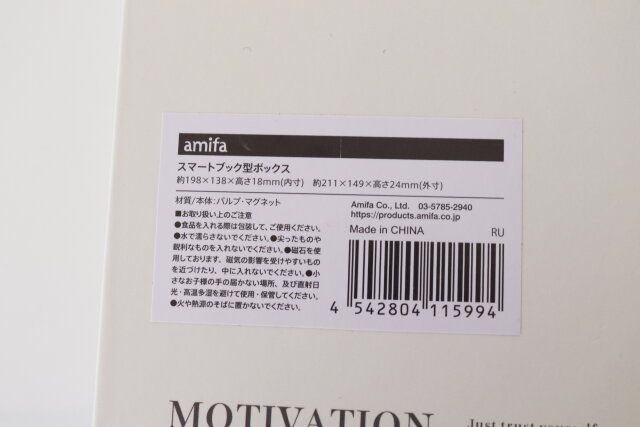 amifa
スマートブック型ボックス
約198×138×高さ18mm(内寸) 約211×149×高さ24mm(外寸)
材質/本体:パルプ・マグネット
■お取り扱い上のご注意
●食品を入れる際は包装して、ご使用ください。
●水で濡らさないでください。●尖ったものや
鋭利なものを入れないでください。●磁石を使
用しております、磁気の影響を受けやすいもの
を近づけたり、中に入れないでください。●小
さなお子様の手の届かない場所、及び直射日
光・高温多湿を避けて使用・保管してください。
●火や熱源のそばに置かないでください。
Amifa Co., Ltd. 03-5785-2940
https://products.amifa.co.jp
Made in CHINA RU
4 542804 115994
MOTIVATION
Just trust yourself